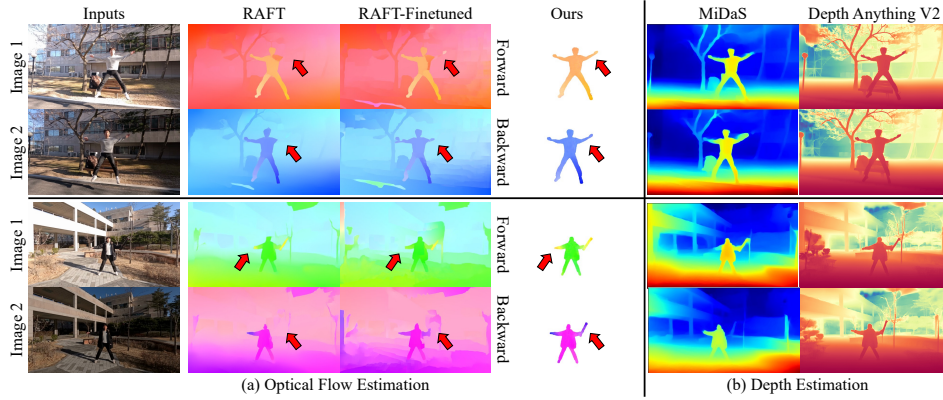 Inputs RAFT RAFT-Finetuned Ours MiDaS Depth Anything V2
Image 1 Forward
Image 2 Backward
Image 1 Forward
Image 2 Backward
(a) Optical Flow Estimation (b) Depth Estimation